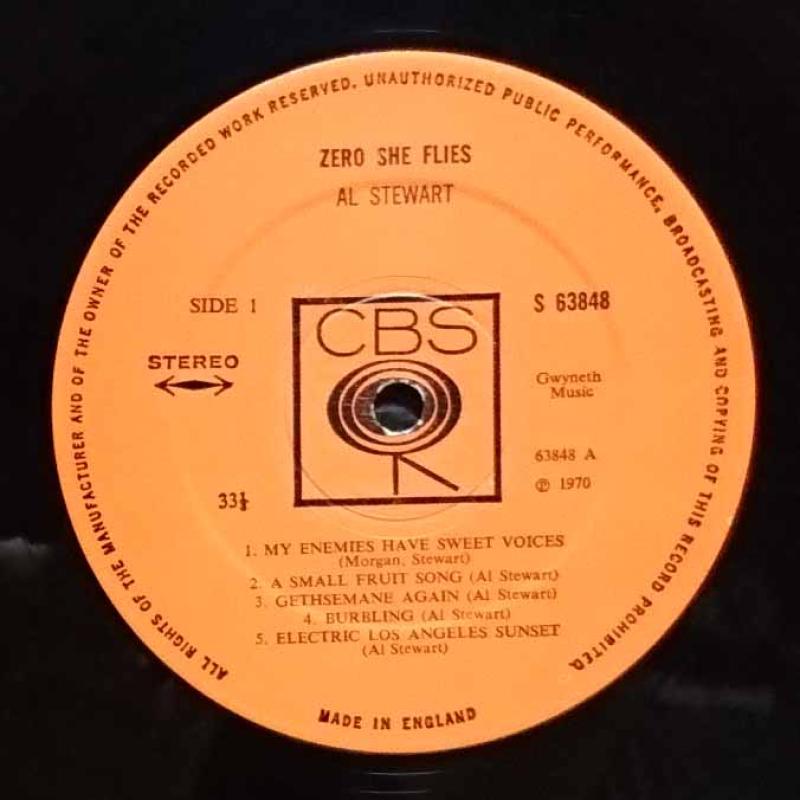 ALL RIGHTS OF THE MANUFACTURER AND OF THE OWNER OF THE RECORDED WORK RESERVED. UNAUTHORIZED PUBLIC PERFORMANCE, BROADCASTING AND COPYING OF THIS RECORD PROHIBITED.
ZERO SHE FLIES
AL STEWART
SIDE 1
S 63848
CBS
STEREO
Gwyneth
Music
63848 A
33⅓
℗ 1970
1. MY ENEMIES HAVE SWEET VOICES
(Morgan, Stewart)
2. A SMALL FRUIT SONG (Al Stewart)
3. GETHSEMANE AGAIN (Al Stewart)
4. BURBLING (Al Stewart)
5. ELECTRIC LOS ANGELES SUNSET
(Al Stewart)
MADE IN ENGLAND